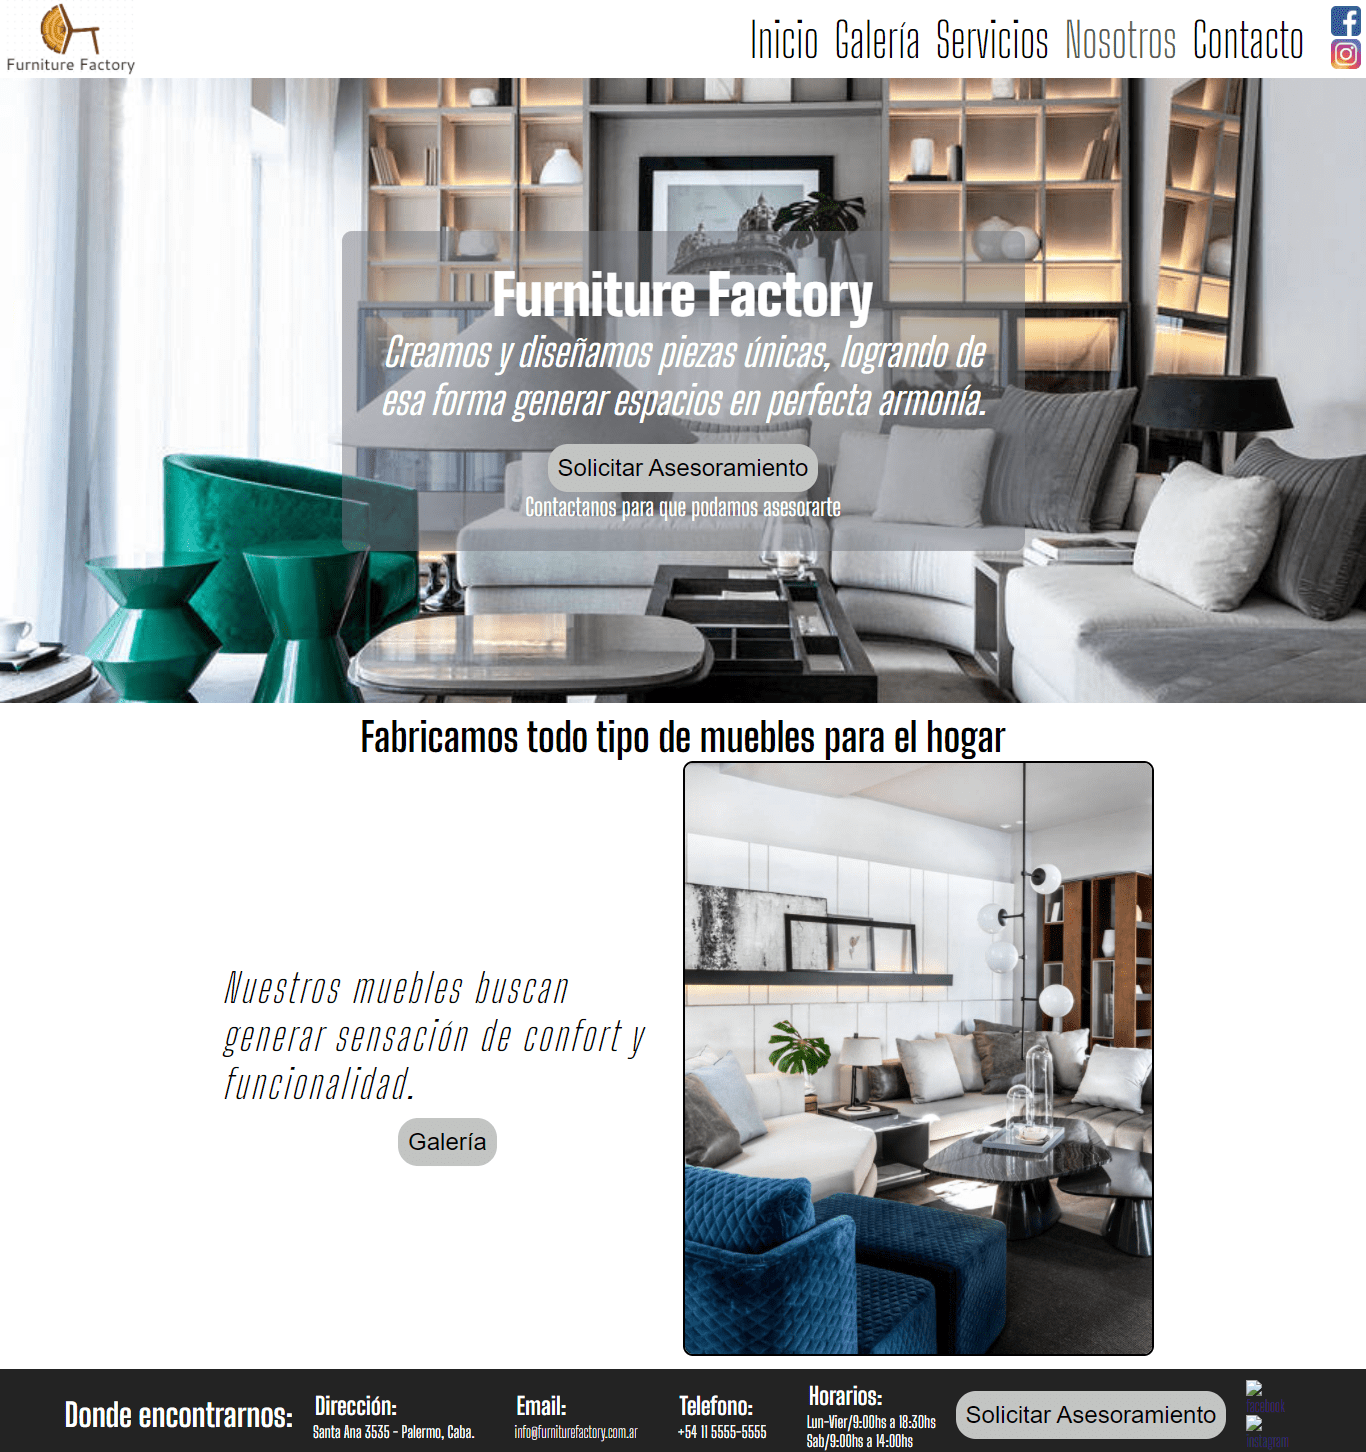 Furniture Factory
Inicio Galería Servicios Nosotros Contacto
Furniture Factory
Creamos y diseñamos piezas únicas, logrando de
esa forma generar espacios en perfecta armonía.
Solicitar Asesoramiento
Contactanos para que podamos asesorarte
Fabricamos todo tipo de muebles para el hogar
Nuestros muebles buscan
generar sensación de confort y
funcionalidad.
Galería
Donde encontrarnos:
Dirección:
Santa Ana 3535 - Palermo, Caba.
Email:
info@furniturefactory.com.ar
Telefono:
+54 11 5555-5555
Horarios:
Lun-Vier/9:00hs a 18:30hs
Sab/9:00hs a 14:00hs
Solicitar Asesoramiento
facebook
instagram